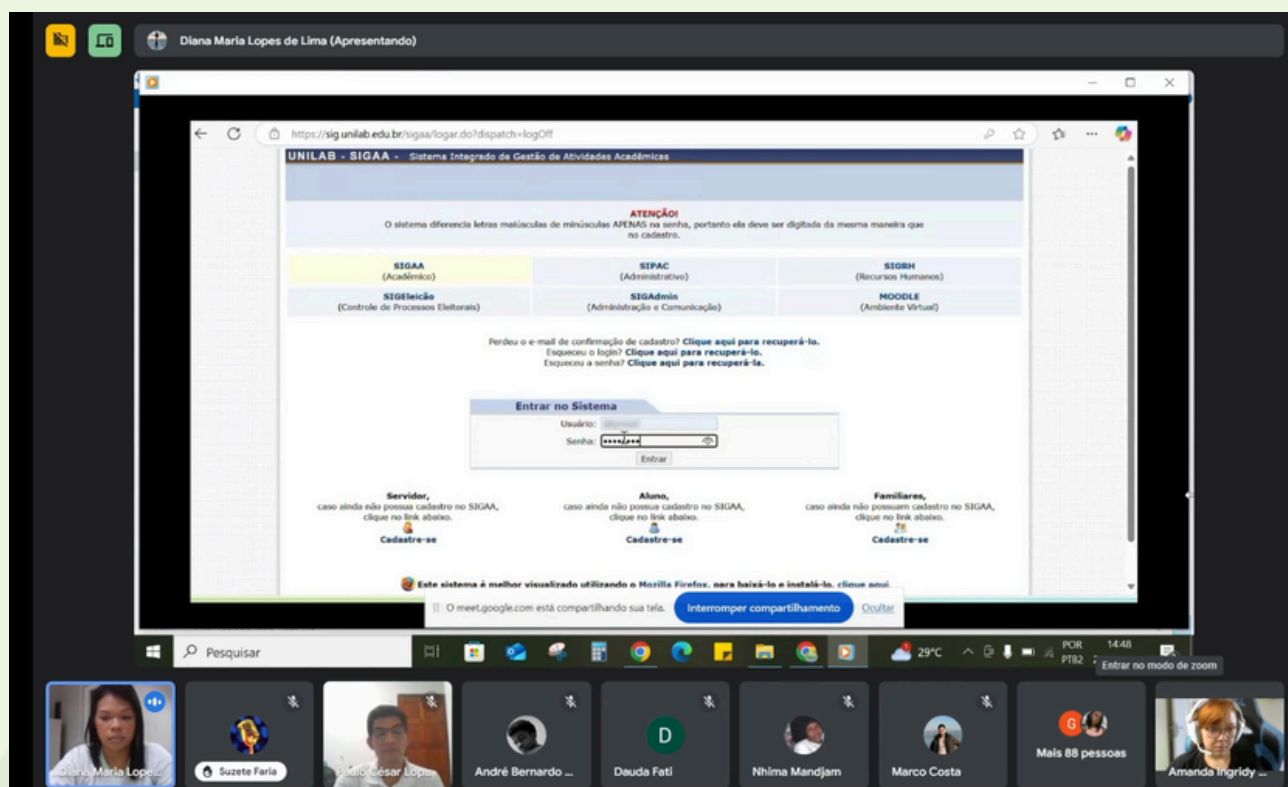 Diana Maria Lopes de Lima (Apresentando)
https://sig.unilab.edu.br/sigaa/logar.do?dispatch=logOff
UNILAB - SIGAA - Sistema Integrado de Gestão de Atividades Acadêmicas
ATENÇÃO!
O sistema diferencia letras maiúsculas de minúsculas APENAS na senha, portanto ela deve ser digitada da mesma maneira que
no cadastro.
SIGAA
(Acadêmico)
SIPAC
(Administrativo)
SIGRH
(Recursos Humanos)
SIGEleição
(Controle de Processos Eleitorais)
SIGAdmin
(Administração e Comunicação)
MOODLE
(Ambiente Virtual)
Perdeu o e-mail de confirmação de cadastro? Clique aqui para recuperá-lo.
Esqueceu o login? Clique aqui para recuperá-lo.
Esqueceu a senha? Clique aqui para recuperá-la.
Entrar no Sistema
Usuário:
Senha:
Entrar
Servidor,
caso ainda não possua cadastro no SIGAA,
clique no link abaixo.
Cadastre-se
Aluno,
caso ainda não possua cadastro no SIGAA,
clique no link abaixo.
Cadastre-se
Familiares,
caso ainda não possuam cadastro no SIGAA,
clique no link abaixo.
Cadastre-se
Este sistema é melhor visualizado utilizando o Mozilla Firefox, para baixá-lo e instalá-lo, clique aqui.
O meet.google.com está compartilhando sua tela.
Interromper compartilhamento
Ocultar
Pesquisar
29°C
POR
PTB2
14:48
Entrar no modo de zoom
Diana Maria Lope...
Suzete Faria
Paulo César Lop...
André Bernardo ...
D
Dauda Fati
Nhima Mandjam
Marco Costa
G
Mais 88 pessoas
Amanda Ingridy ...